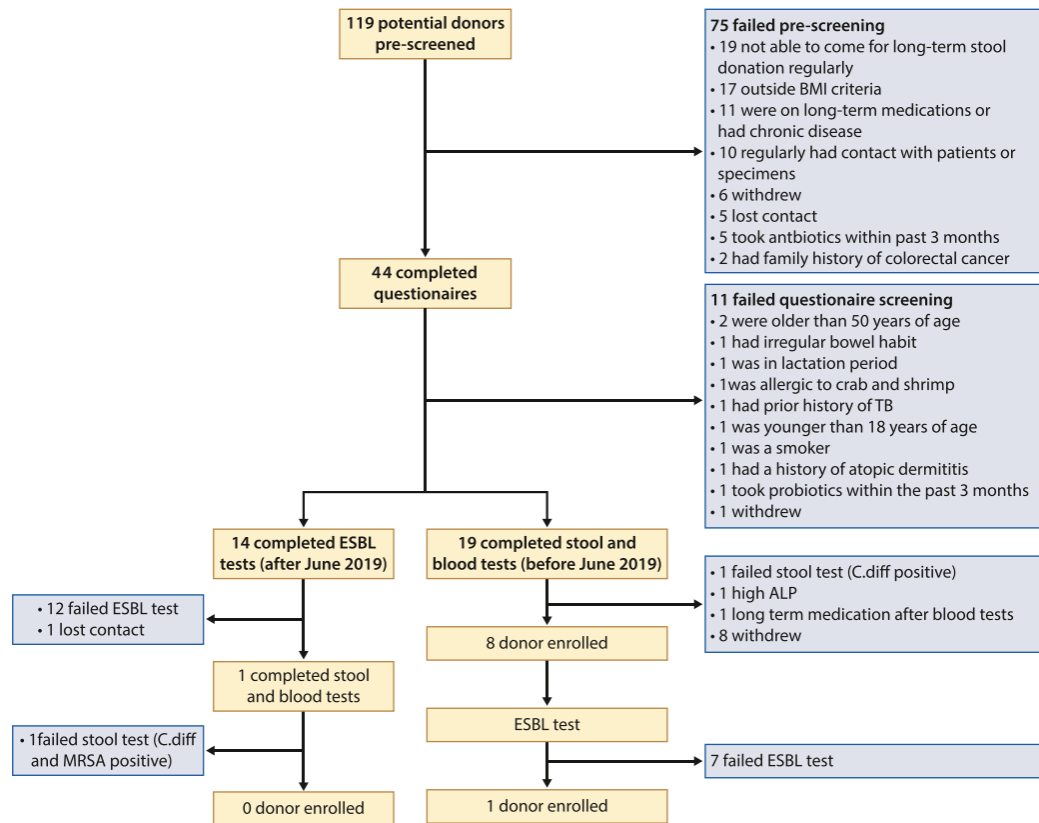 119 potential donors
pre-screened
75 failed pre-screening
• 19 not able to come for long-term stool
donation regularly
• 17 outside BMI criteria
• 11 were on long-term medications or
had chronic disease
• 10 regularly had contact with patients or
specimens
• 6 withdrew
• 5 lost contact
• 5 took antbiotics within past 3 months
• 2 had family history of colorectal cancer
44 completed
questionaires
11 failed questionaire screening
• 2 were older than 50 years of age
• 1 had irregular bowel habit
• 1 was in lactation period
• 1was allergic to crab and shrimp
• 1 had prior history of TB
• 1 was younger than 18 years of age
• 1 was a smoker
• 1 had a history of atopic dermititis
• 1 took probiotics within the past 3 months
• 1 withdrew
14 completed ESBL
tests (after June 2019)
19 completed stool and
blood tests (before June 2019)
• 12 failed ESBL test
• 1 lost contact
• 1 failed stool test (C.diff positive)
• 1 high ALP
• 1 long term medication after blood tests
• 8 withdrew
1 completed stool
and blood tests
8 donor enrolled
• 1failed stool test (C.diff
and MRSA positive)
ESBL test
7 failed ESBL test
0 donor enrolled
1 donor enrolled